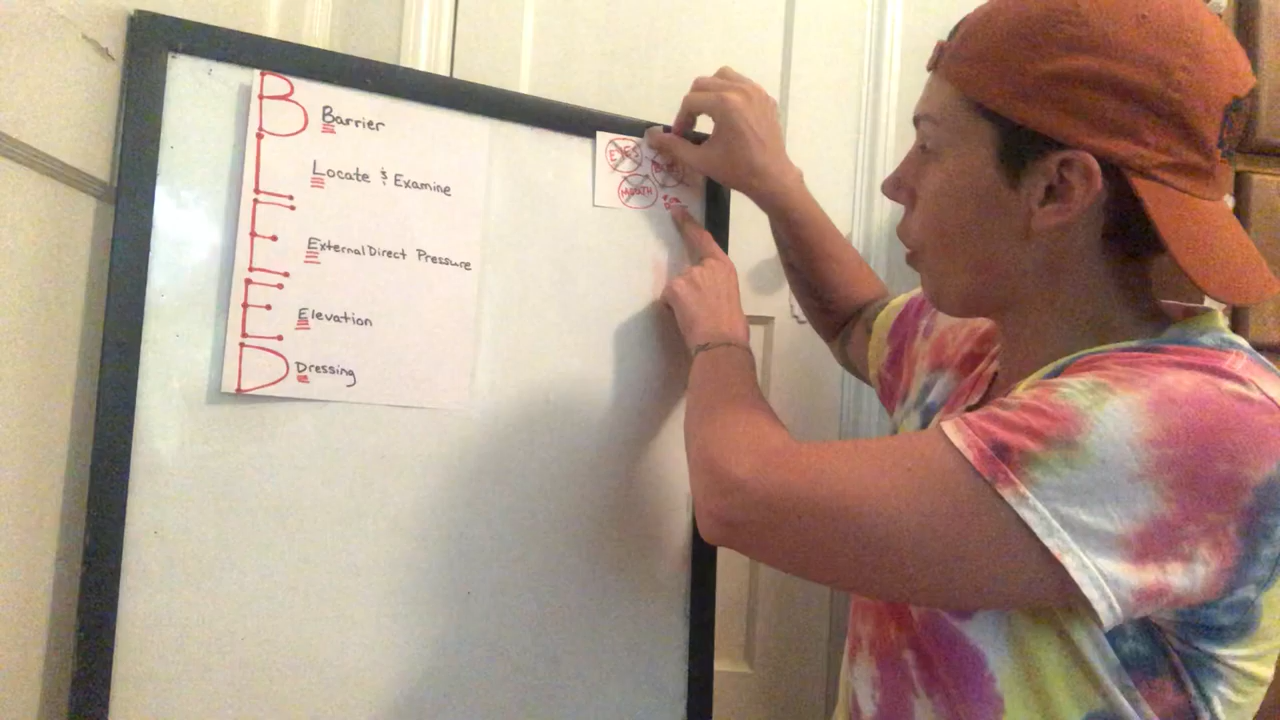 B Barrier
L Locate & Examine
E External Direct Pressure
E Elevation
D Dressing
EYES
MOUTH